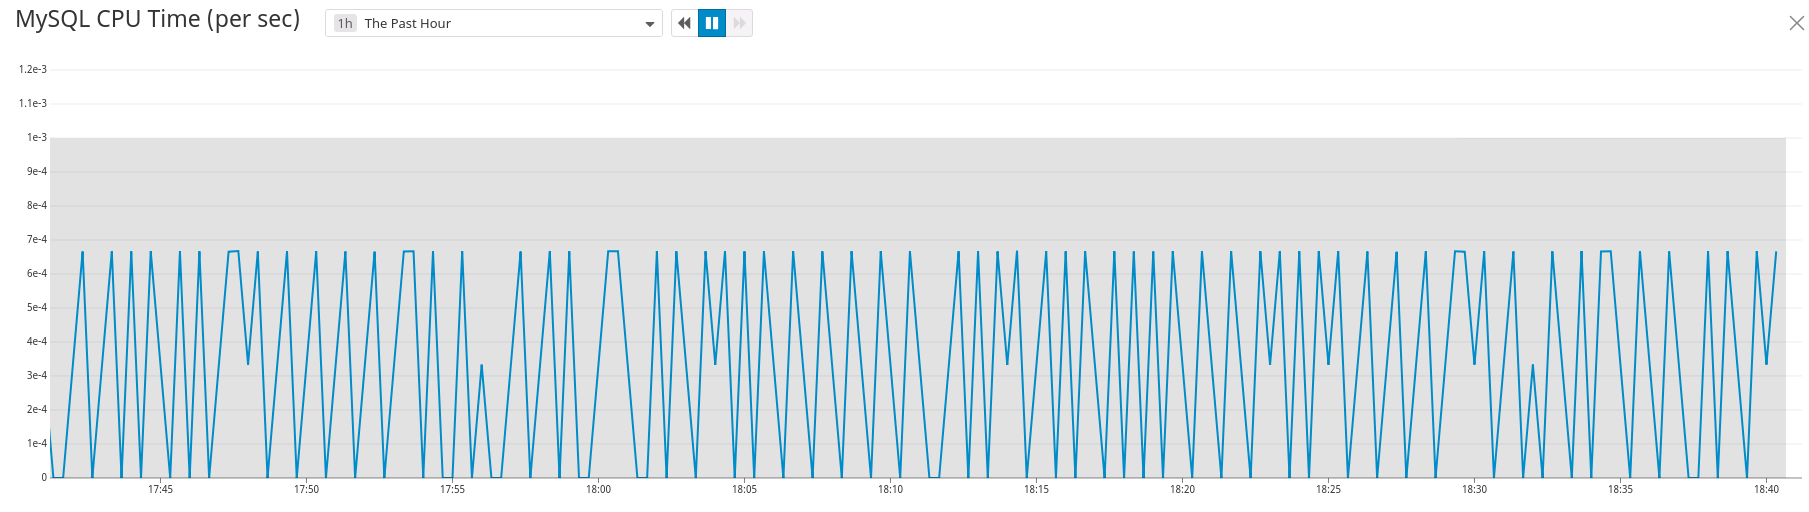 MySQL CPU Time (per sec)
1h The Past Hour
1.2e-3
1.1e-3
1e-3
9e-4
8e-4
7e-4
6e-4
5e-4
4e-4
3e-4
2e-4
1e-4
0
17:45 17:50 17:55 18:00 18:05 18:10 18:15 18:20 18:25 18:30 18:35 18:40